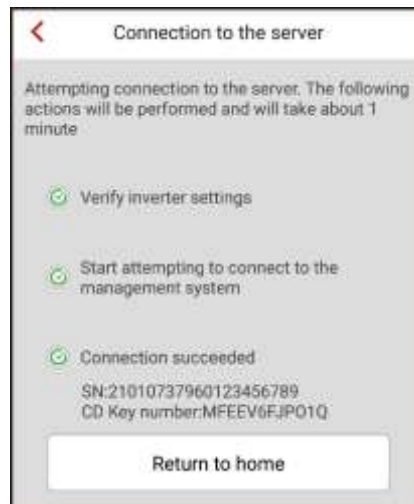 Connection to the server
Attempting connection to the server. The following
actions will be performed and will take about 1
minute
Verify inverter settings
Start attempting to connect to the
management system
Connection succeeded
SN:21010737960123456789
CD Key number:MFEEV6FJPO1Q
Return to home